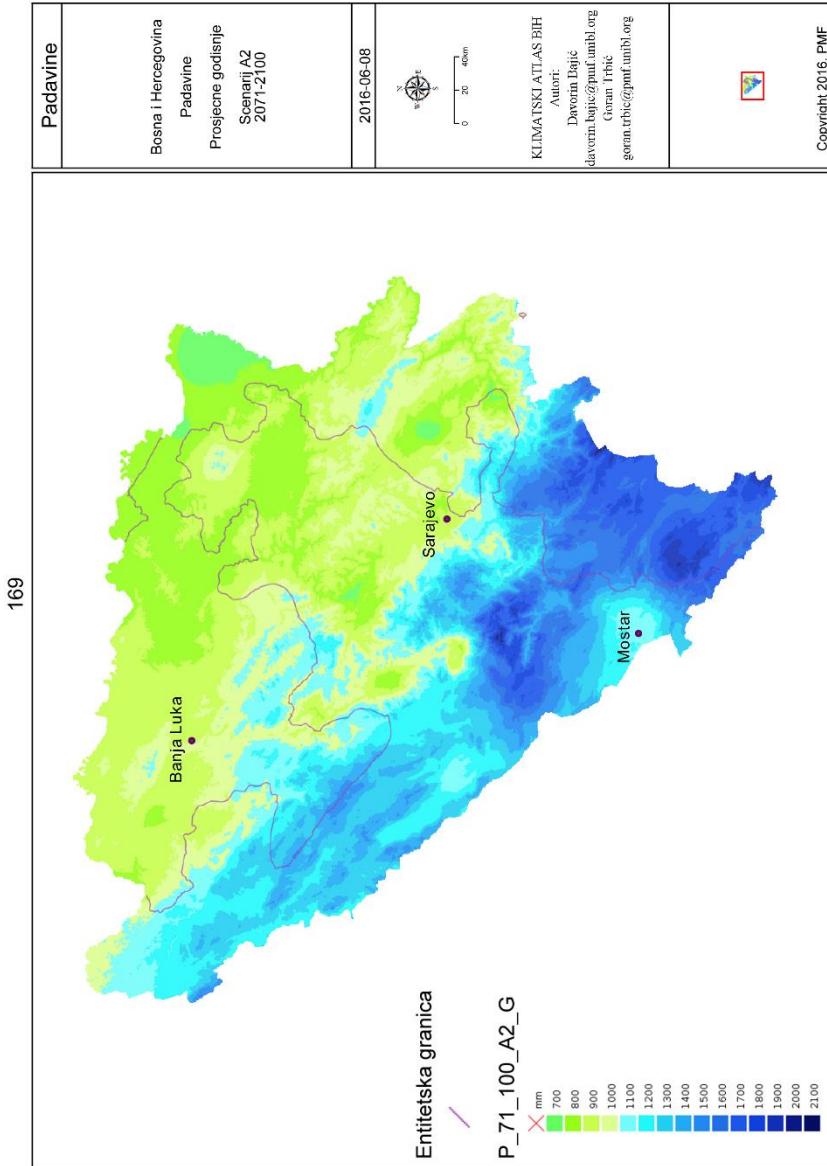 169
Padavine
Bosna i Hercegovina
Padavine
Prosjecne godisnje
Scenarij A2
2071-2100
2016-06-08
N
W E
S
0 20 40km
KLIMATSKI ATLAS BIH
Autori:
Davorin Bajić
davorin.bajic@pmf.unibl.org
Goran Trbić
goran.trbic@pmf.unibl.org
Copyright 2016, PMF
Banja Luka
Sarajevo
Mostar
Entitetska granica
P_71_100_A2_G
mm
700
800
900
1000
1100
1200
1300
1400
1500
1600
1700
1800
1900
2000
2100